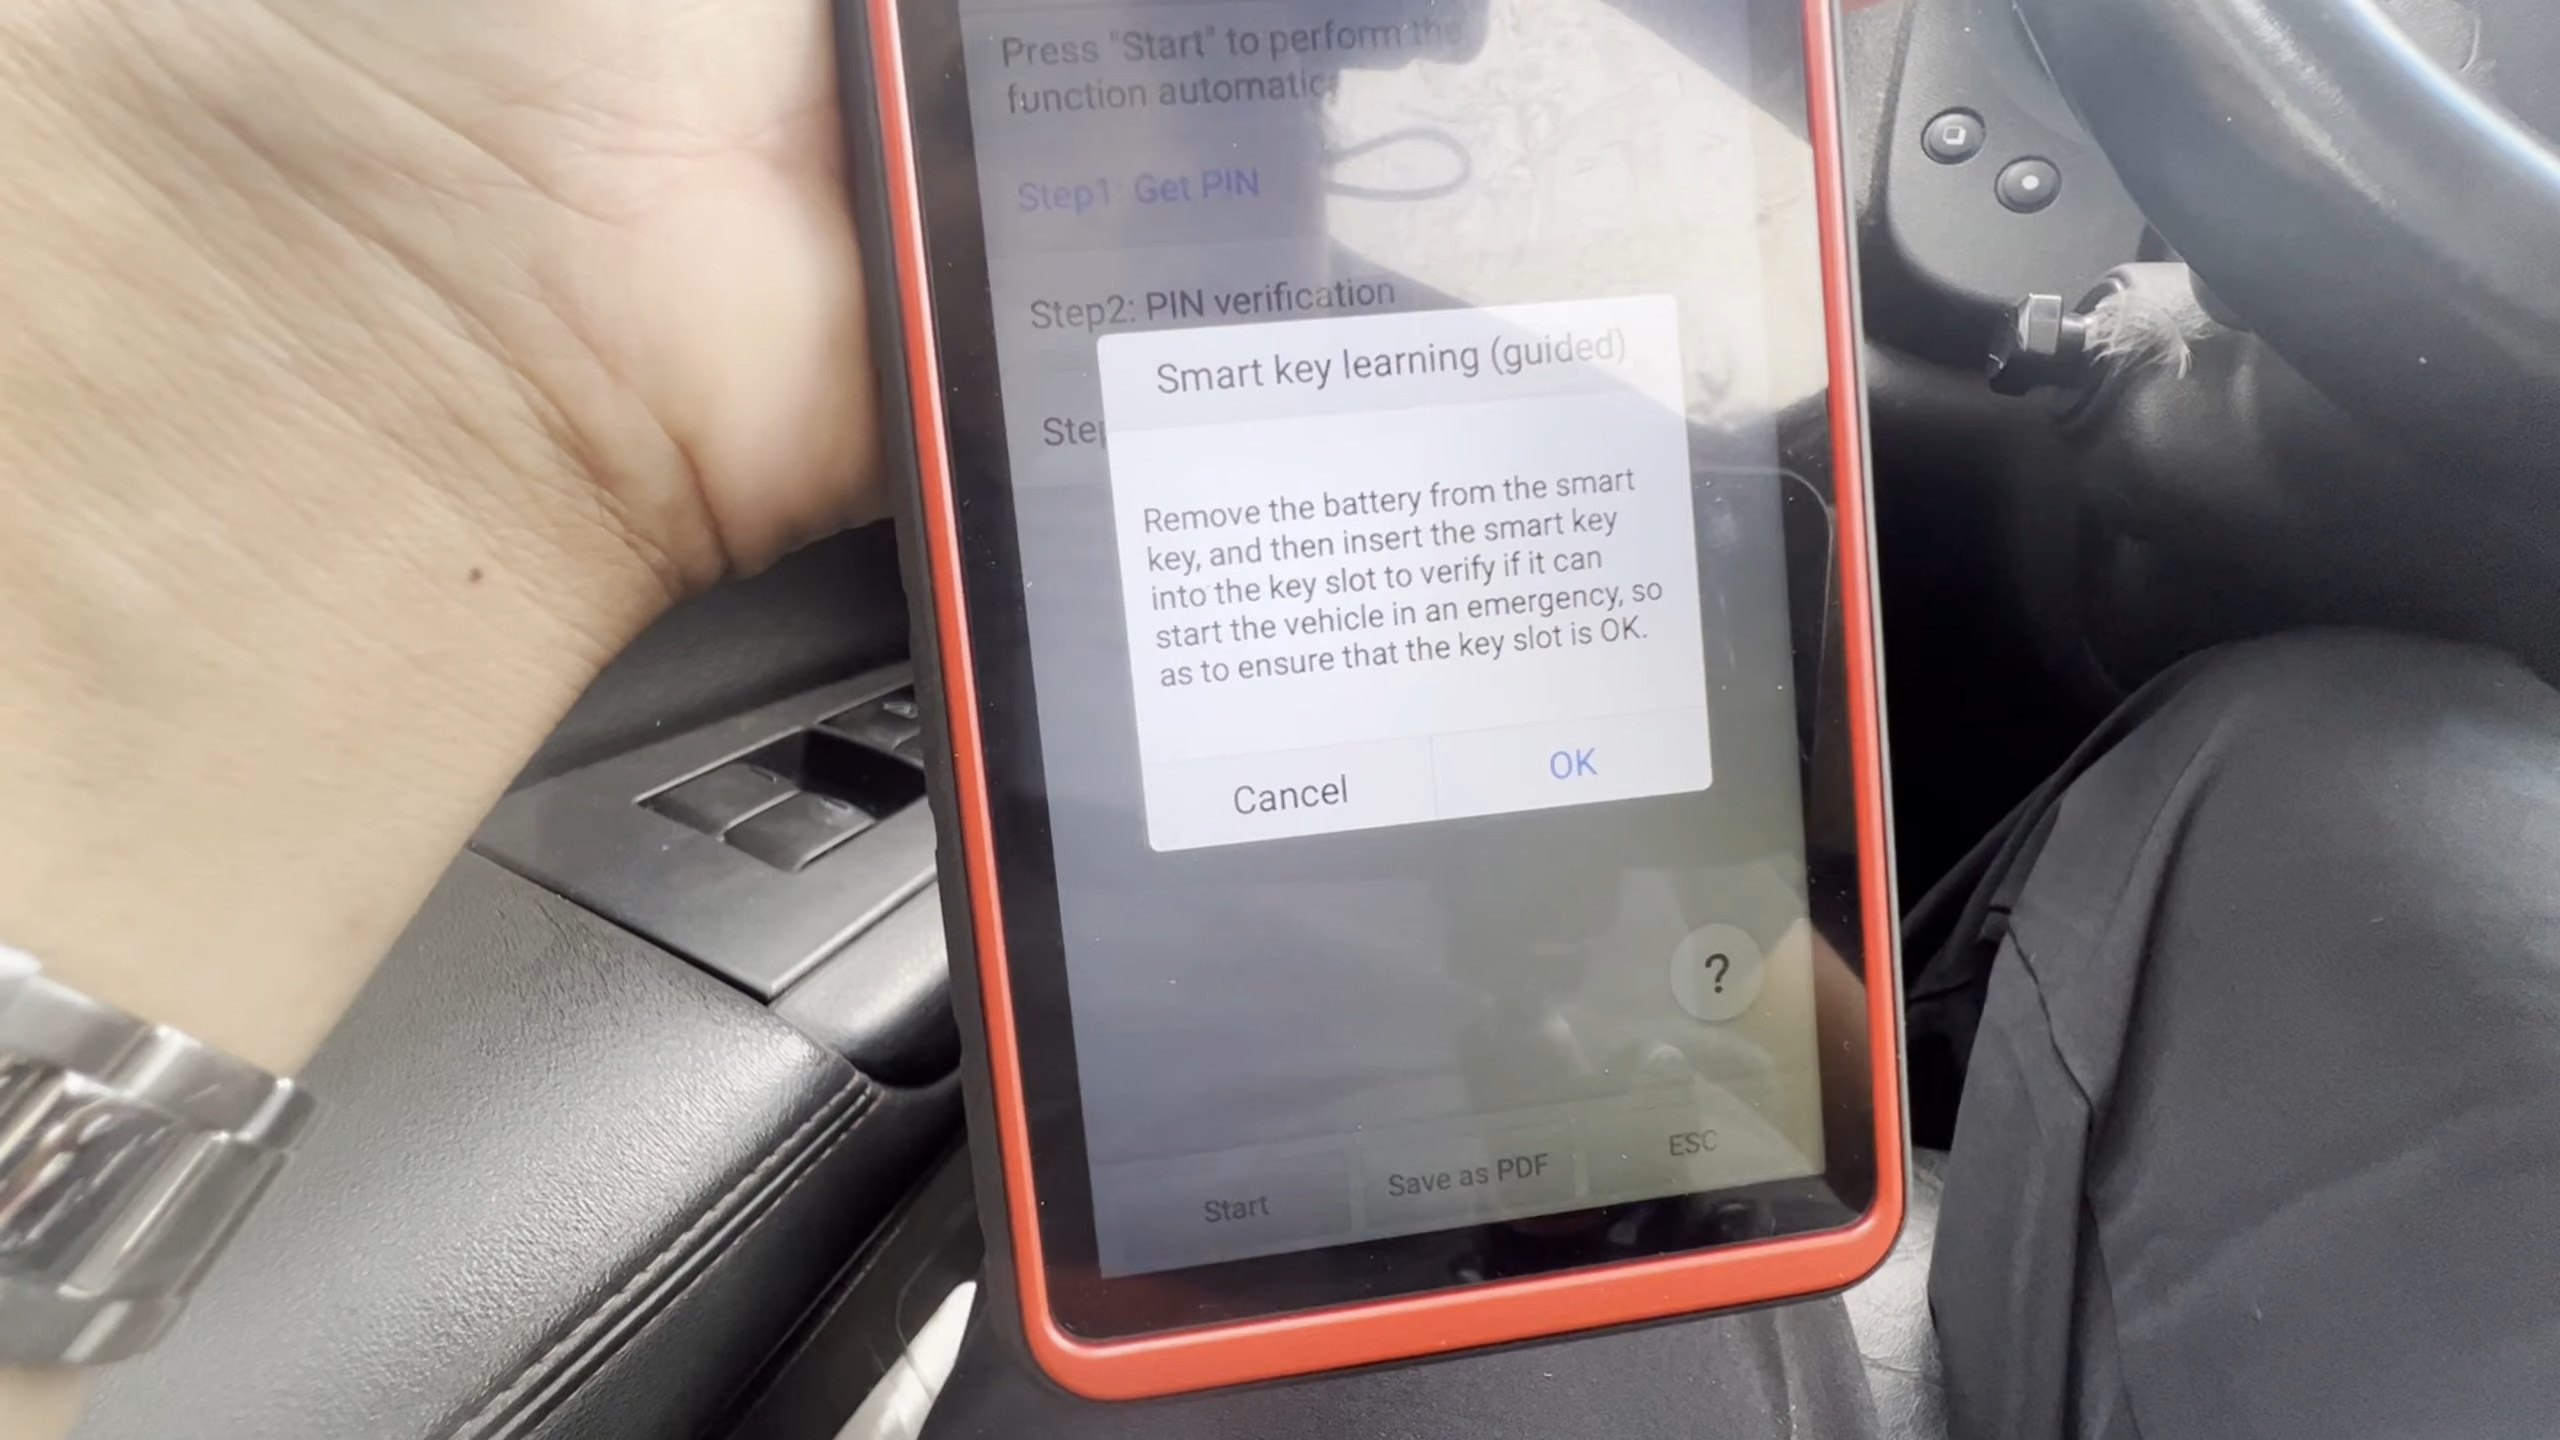 Press "Start" to perform the
function automatica
Step1: Get PIN
Step2: PIN verification
Step
Smart key learning (guided)
Remove the battery from the smart
key, and then insert the smart key
into the key slot to verify if it can
start the vehicle in an emergency, so
as to ensure that the key slot is OK.
Cancel
OK
?
Start
Save as PDF
ESC